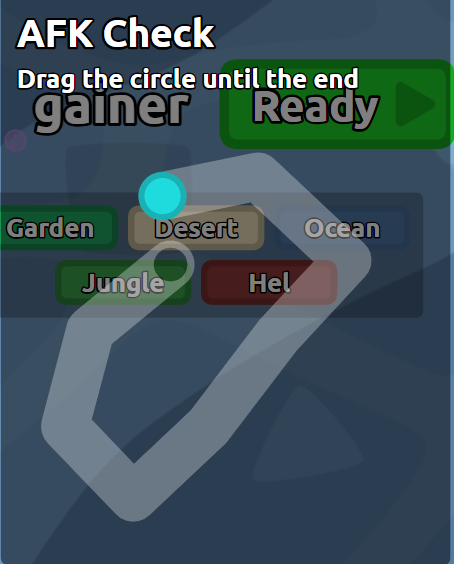 AFK Check
Drag the circle until the end
gainer
Ready
Garden
Desert
Ocean
Jungle
Hel